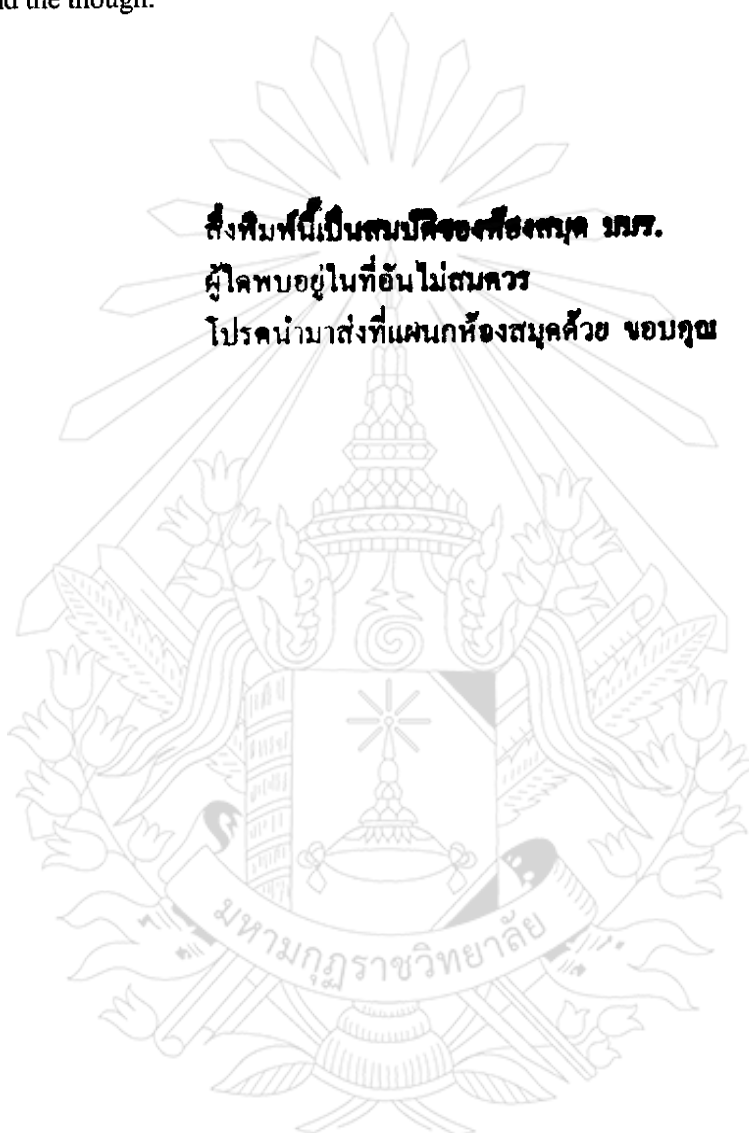 d the though.
สิ่งพิมพ์นี้เป็นสมบัติของห้องสมุด มมร.
ผู้ใดพบอยู่ในที่อันไม่สมควร
โปรดนำมาส่งที่แผนกห้องสมุดด้วย ขอบคุณ
มหามกุฏราชวิทยาลัย